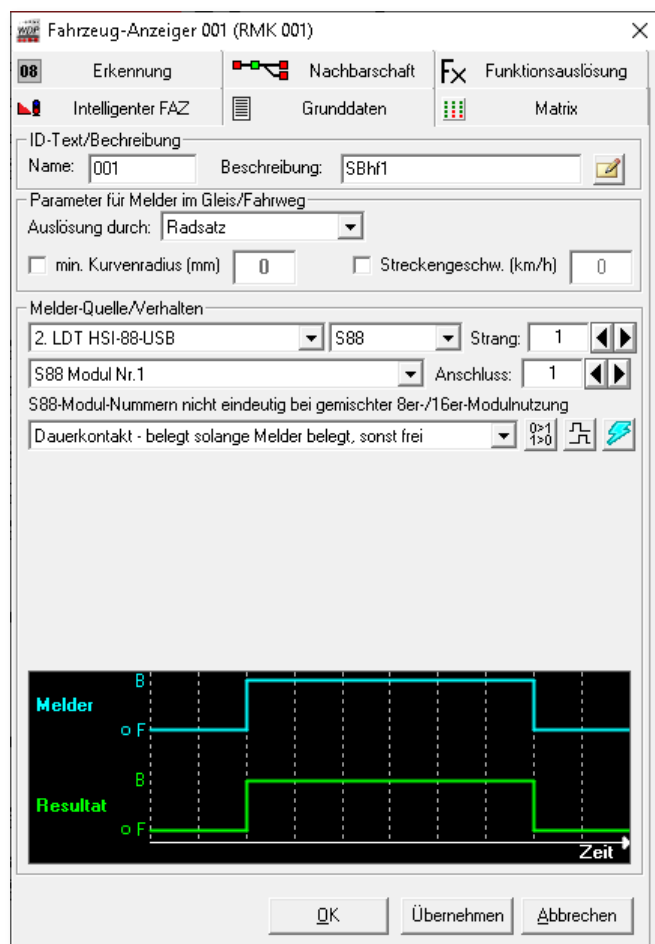 WDP Fahrzeug-Anzeiger 001 (RMK 001)
08 Erkennung Nachbarschaft Fx Funktionsauslösung
Intelligenter FAZ Grunddaten Matrix
ID-Text/Bechreibung
Name: 001 Beschreibung: SBhf1
Parameter für Melder im Gleis/Fahrweg
Auslösung durch: Radsatz
min. Kurvenradius (mm) 0 Streckengeschw. (km/h) 0
Melder-Quelle/Verhalten
2. LDT HSI-88-USB S88 Strang: 1
S88 Modul Nr.1 Anschluss: 1
S88-Modul-Nummern nicht eindeutig bei gemischter 8er-/16er-Modulnutzung
Dauerkontakt - belegt solange Melder belegt, sonst frei 0>1
1>0
B
Melder
o F
B
Resultat
o F
Zeit
OK Übernehmen Abbrechen